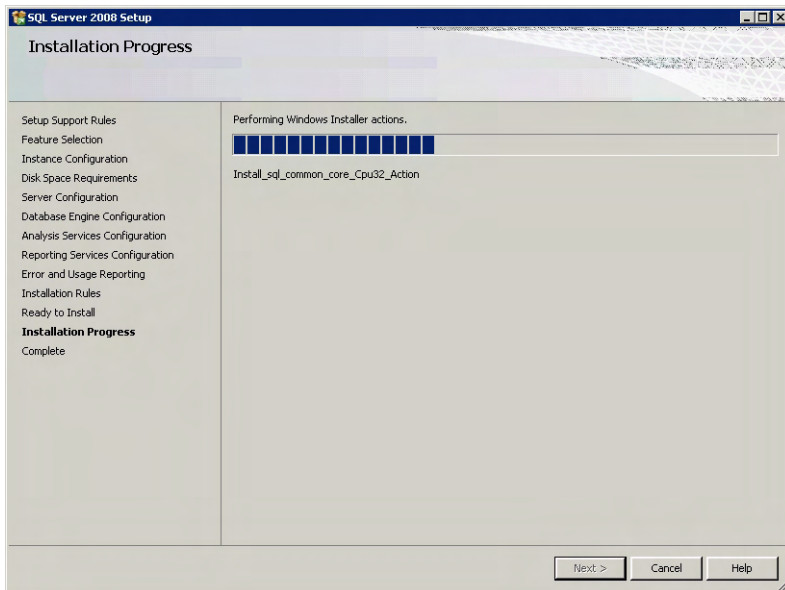 SQL Server 2008 Setup
Installation Progress
Setup Support Rules
Feature Selection
Instance Configuration
Disk Space Requirements
Server Configuration
Database Engine Configuration
Analysis Services Configuration
Reporting Services Configuration
Error and Usage Reporting
Installation Rules
Ready to Install
Installation Progress
Complete
Performing Windows Installer actions.
Install_sql_common_core_Cpu32_Action
Next >
Cancel
Help